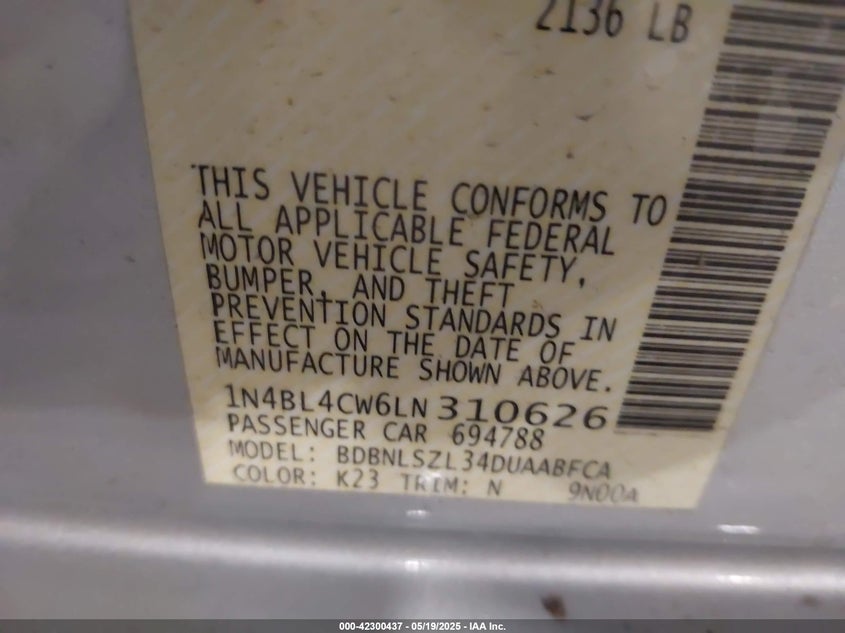 2136 LB
THIS VEHICLE CONFORMS TO
ALL APPLICABLE FEDERAL
MOTOR VEHICLE SAFETY,
BUMPER, AND THEFT
PREVENTION STANDARDS IN
EFFECT ON THE DATE OF
MANUFACTURE SHOWN ABOVE.
1N4BL4CW6LN310626
PASSENGER CAR 694788
MODEL: BDBNLSZL34DUAABFCA
COLOR: K23 TRIM: N 9N00A
000-42300437 - 05/19/2025 - IAA Inc.